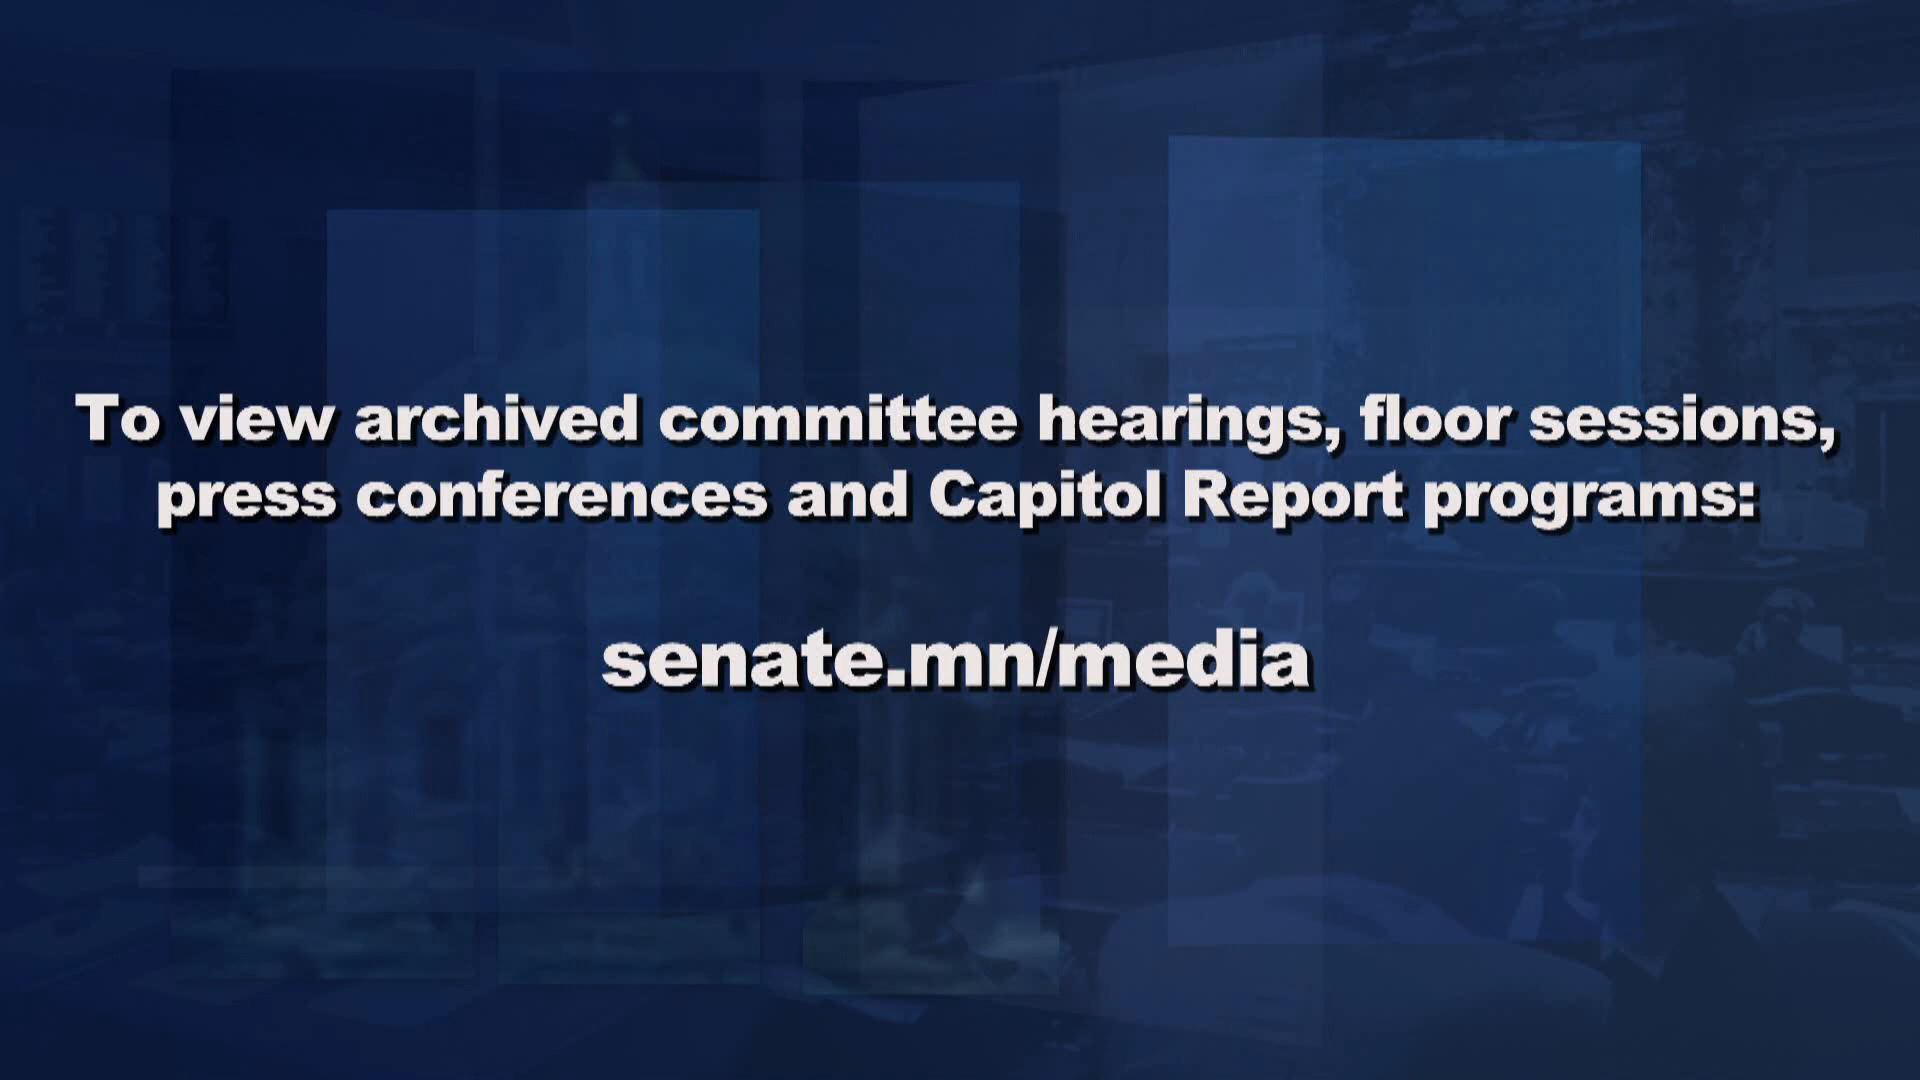 To view archived committee hearings, floor sessions,
press conferences and Capitol Report programs:
senate.mn/media